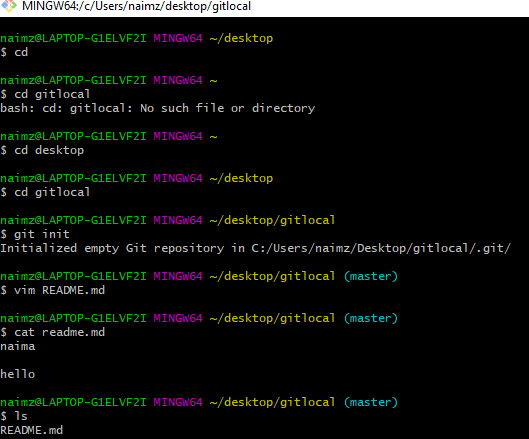 MINGW64:/c/Users/naimz/desktop/gitlocal
naimz@LAPTOP-G1ELVF2I MINGW64 ~/desktop
$ cd
naimz@LAPTOP-G1ELVF2I MINGW64 ~
$ cd gitlocal
bash: cd: gitlocal: No such file or directory
naimz@LAPTOP-G1ELVF2I MINGW64 ~
$ cd desktop
naimz@LAPTOP-G1ELVF2I MINGW64 ~/desktop
$ cd gitlocal
naimz@LAPTOP-G1ELVF2I MINGW64 ~/desktop/gitlocal
$ git init
Initialized empty Git repository in C:/Users/naimz/Desktop/gitlocal/.git/
naimz@LAPTOP-G1ELVF2I MINGW64 ~/desktop/gitlocal (master)
$ vim README.md
naimz@LAPTOP-G1ELVF2I MINGW64 ~/desktop/gitlocal (master)
$ cat readme.md
naima
hello
naimz@LAPTOP-G1ELVF2I MINGW64 ~/desktop/gitlocal (master)
$ ls
README.md